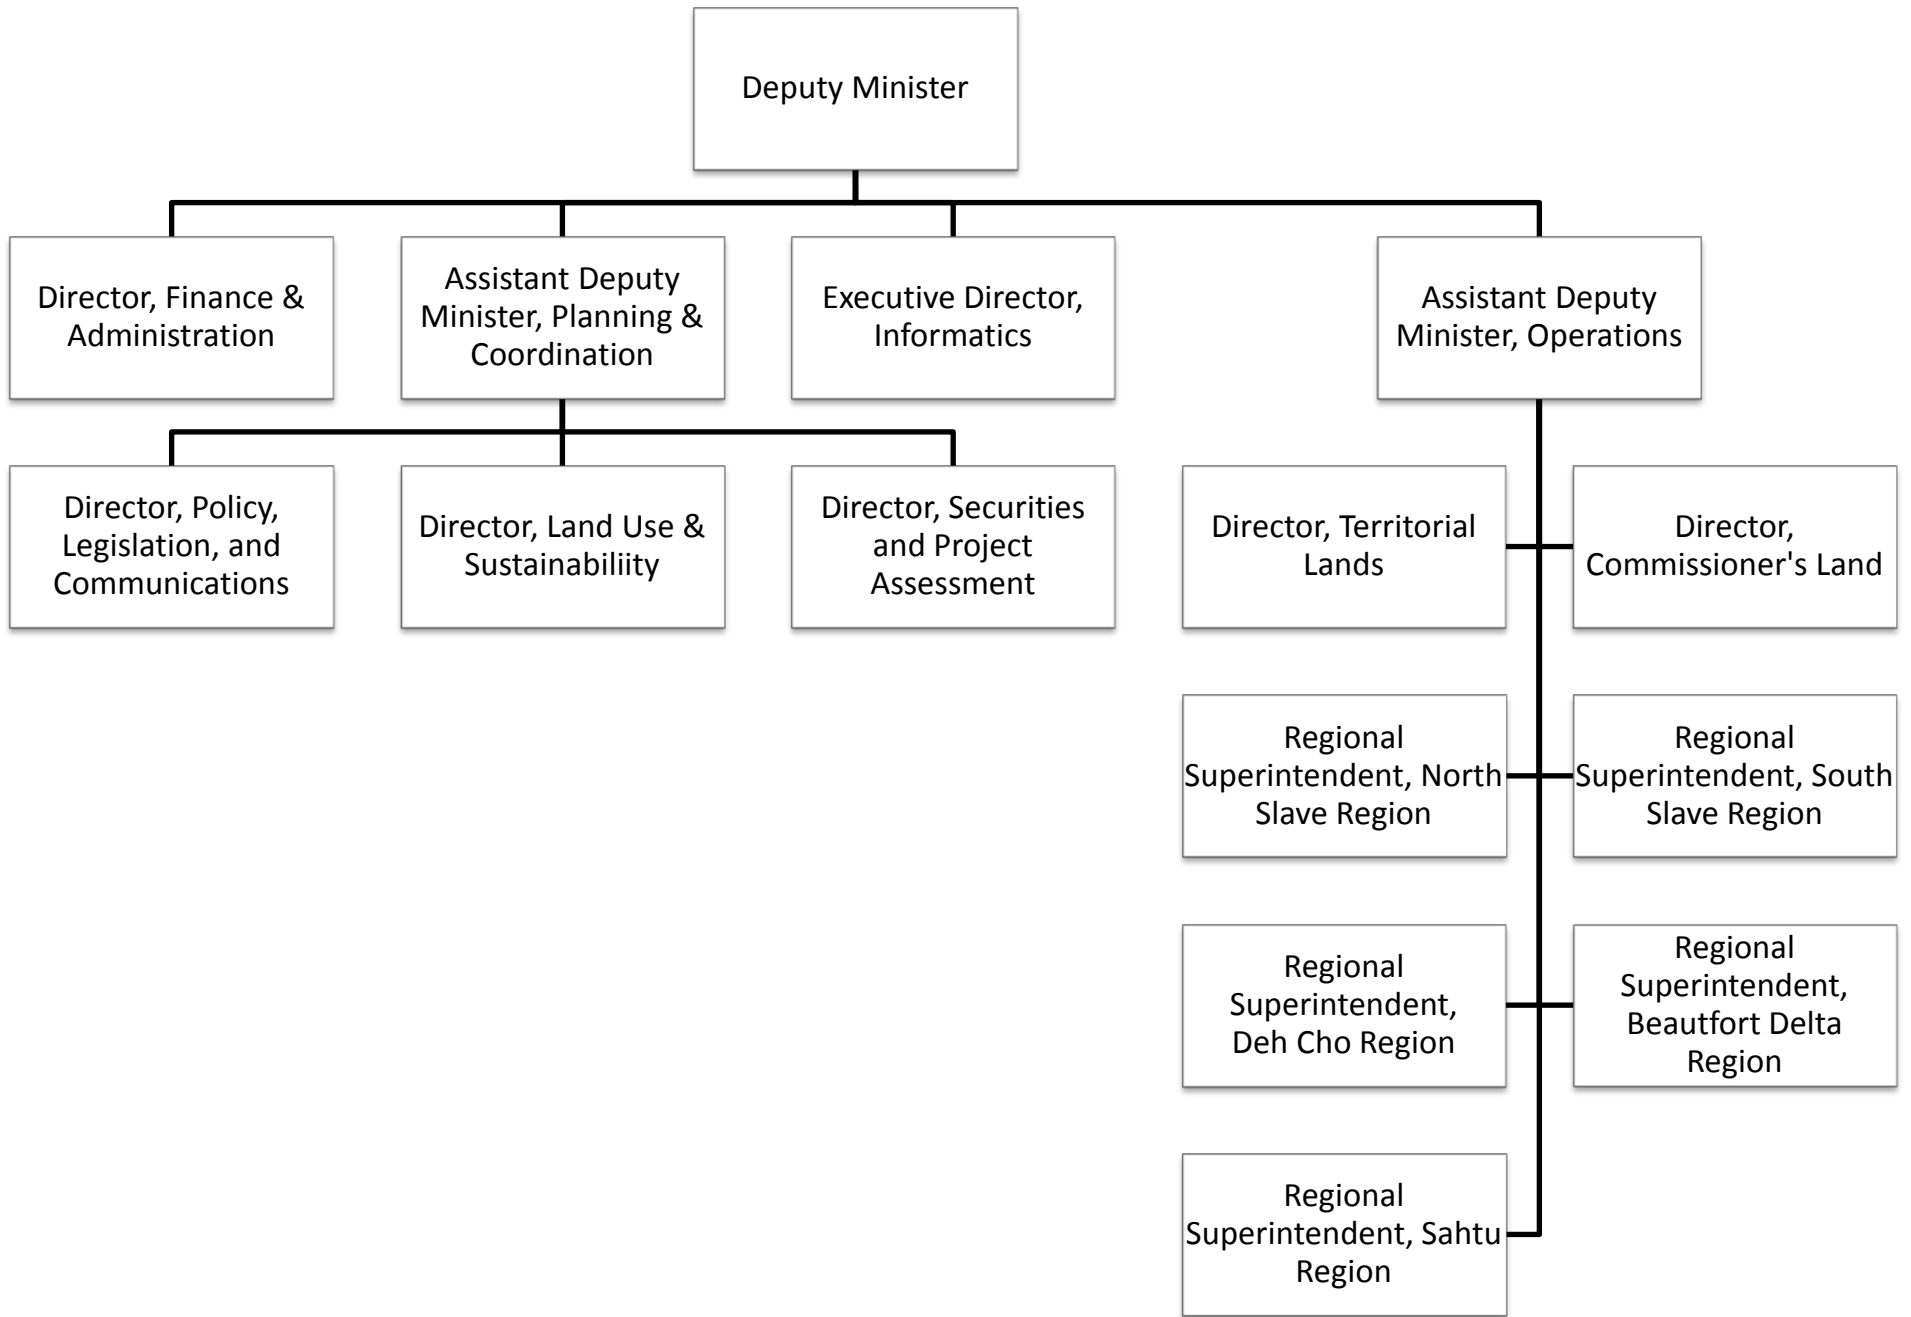 Deputy Minister
Director, Finance &
Administration
Assistant Deputy
Minister, Planning &
Coordination
Executive Director,
Informatics
Assistant Deputy
Minister, Operations
Director, Policy,
Legislation, and
Communications
Director, Land Use &
Sustainabiliity
Director, Securities
and Project
Assessment
Director, Territorial
Lands
Director,
Commissioner's Land
Regional
Superintendent, North
Slave Region
Regional
Superintendent, South
Slave Region
Regional
Superintendent,
Deh Cho Region
Regional
Superintendent,
Beautfort Delta
Region
Regional
Superintendent, Sahtu
Region